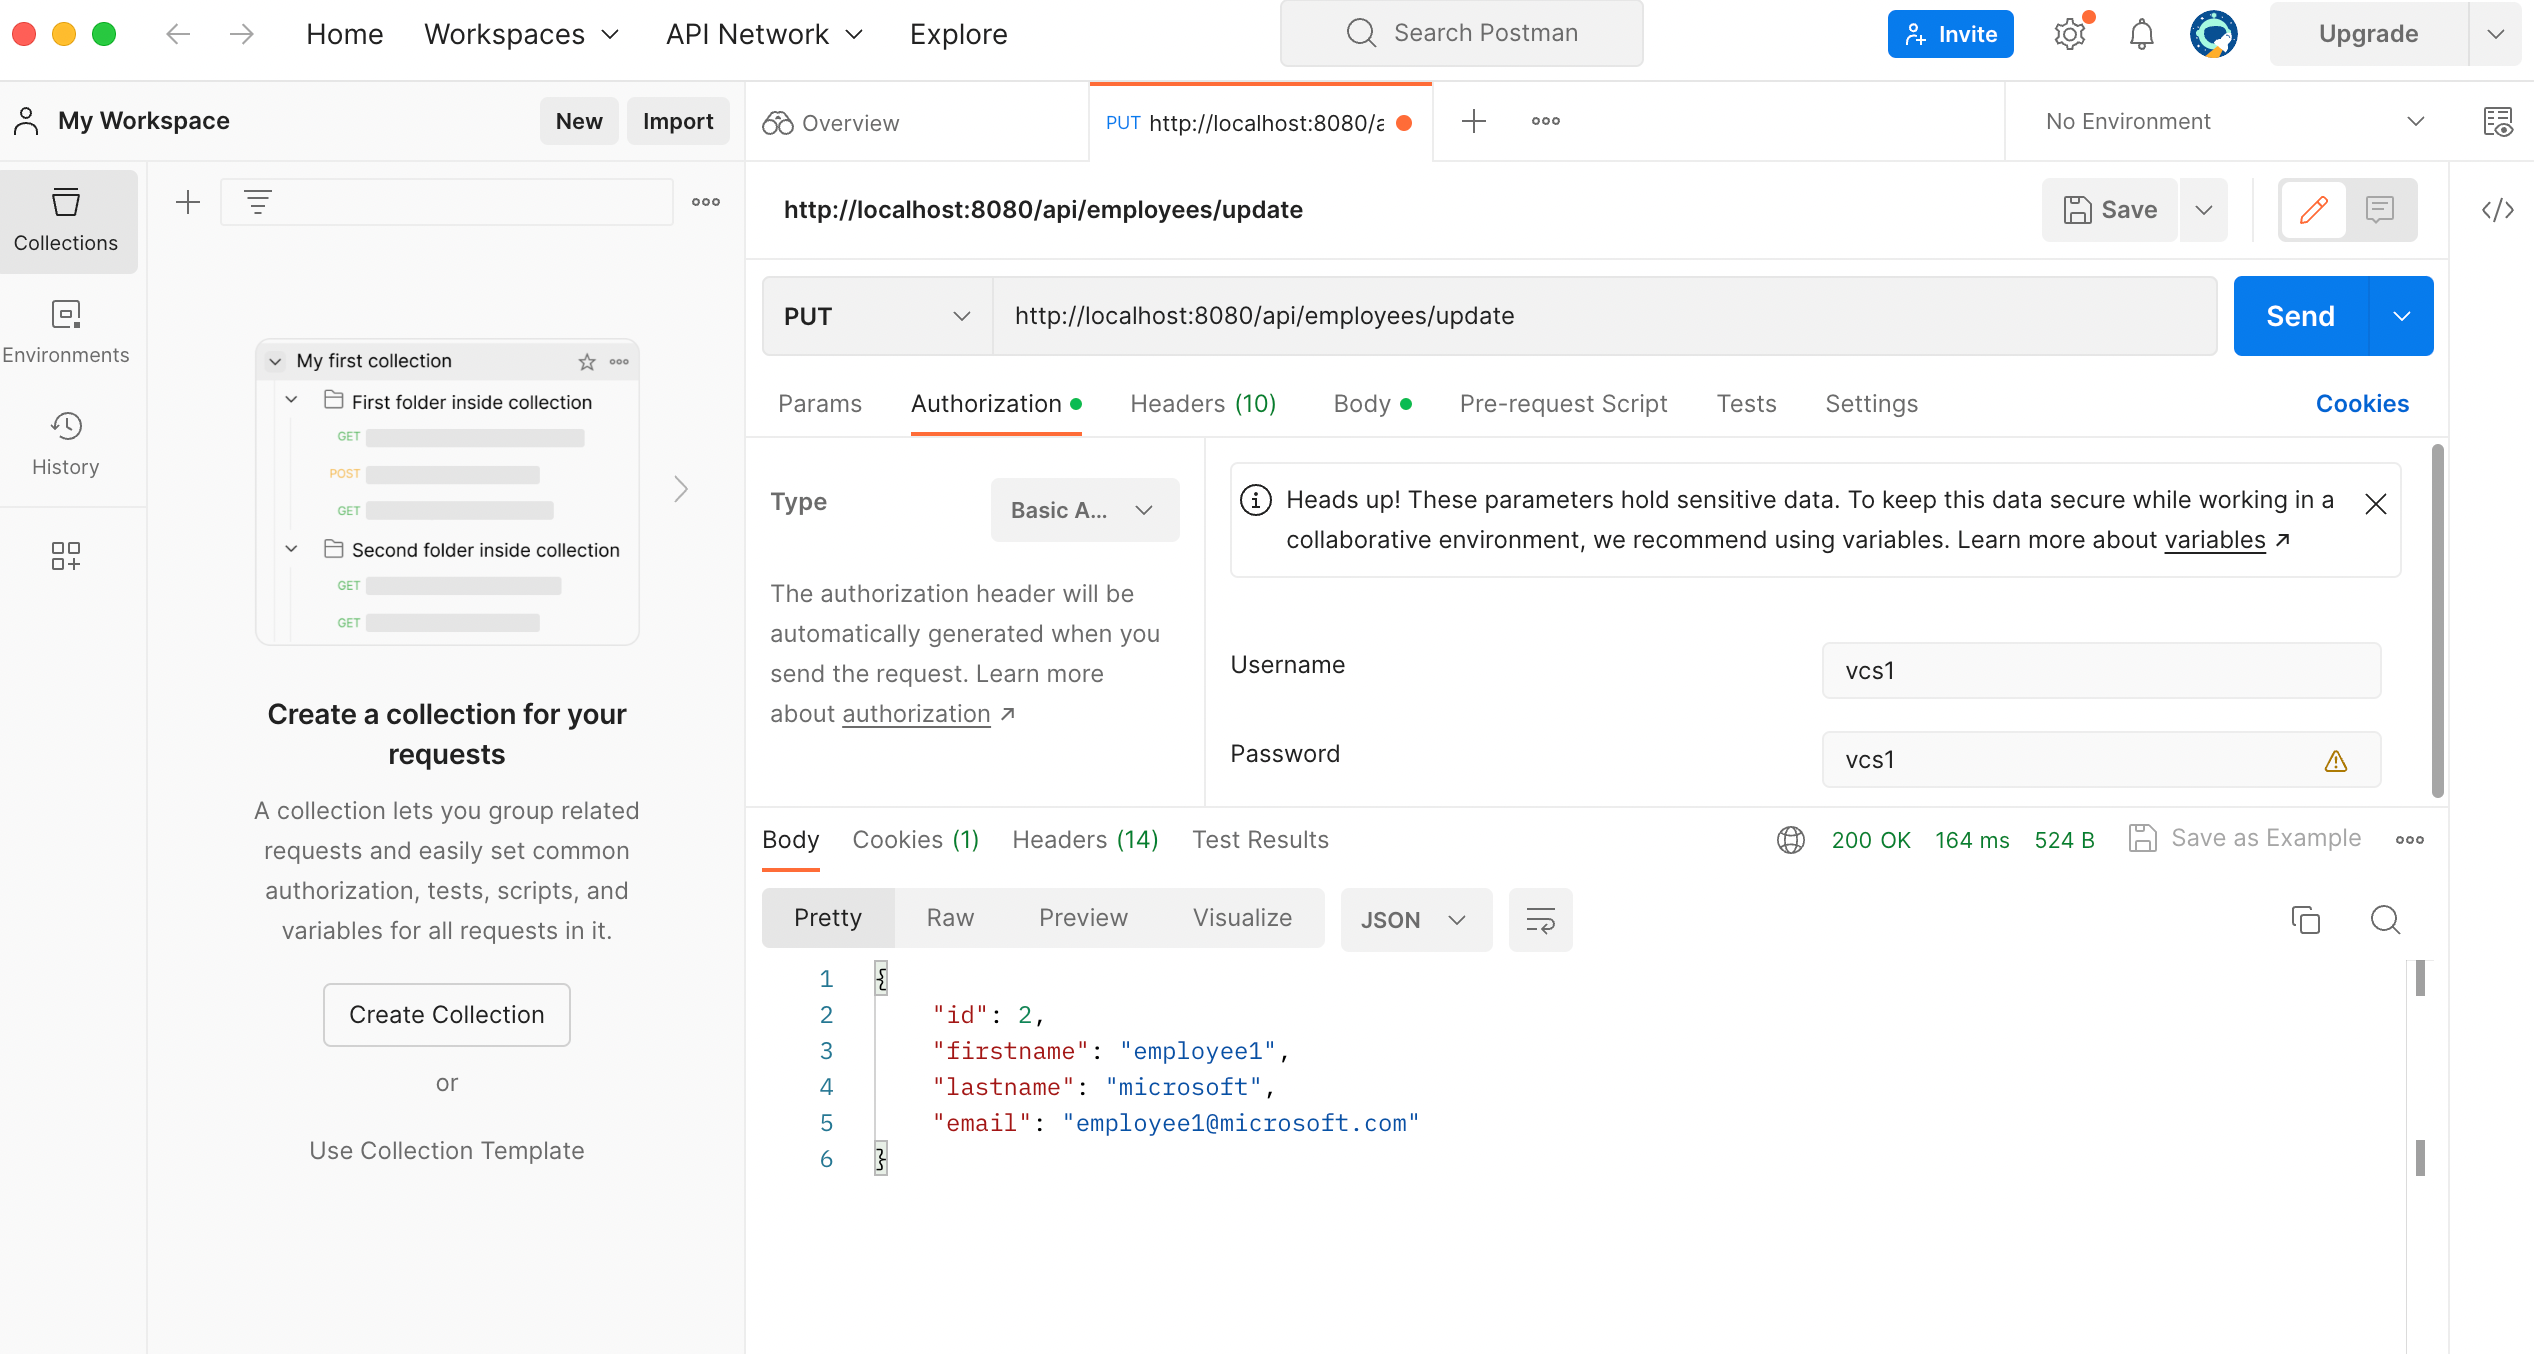 Home Workspaces API Network Explore Search Postman Invite Upgrade
My Workspace New Import Overview PUT http://localhost:8080/a No Environment
Collections
Environments
History
My first collection
First folder inside collection
GET
POST
GET
Second folder inside collection
GET
GET
Create a collection for your
requests
A collection lets you group related
requests and easily set common
authorization, tests, scripts, and
variables for all requests in it.
Create Collection
or
Use Collection Template
http://localhost:8080/api/employees/update Save
PUT http://localhost:8080/api/employees/update Send
Params Authorization Headers (10) Body Pre-request Script Tests Settings Cookies
Type Basic A...
The authorization header will be
automatically generated when you
send the request. Learn more
about authorization ↗
Heads up! These parameters hold sensitive data. To keep this data secure while working in a
collaborative environment, we recommend using variables. Learn more about variables ↗
Username vcs1
Password vcs1
Body Cookies (1) Headers (14) Test Results 200 OK 164 ms 524 B Save as Example
Pretty Raw Preview Visualize JSON
1 {
2 "id": 2,
3 "firstname": "employee1",
4 "lastname": "microsoft",
5 "email": "employee1@microsoft.com"
6 }